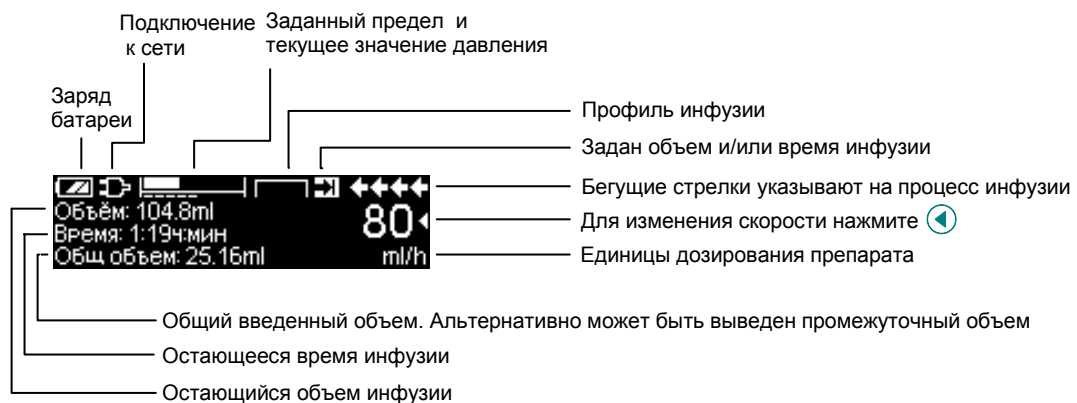 Подключение
к сети
Заданный предел и
текущее значение давления
Заряд
батареи
Профиль инфузии
Задан объем и/или время инфузии
Бегущие стрелки указывают на процесс инфузии
Для изменения скорости нажмите
Единицы дозирования препарата
Объём: 104.8ml
Время: 1:19ч:мин
Общ объем: 25.16ml
80
ml/h
Общий введенный объем. Альтернативно может быть выведен промежуточный объем
Остающееся время инфузии
Остающийся объем инфузии